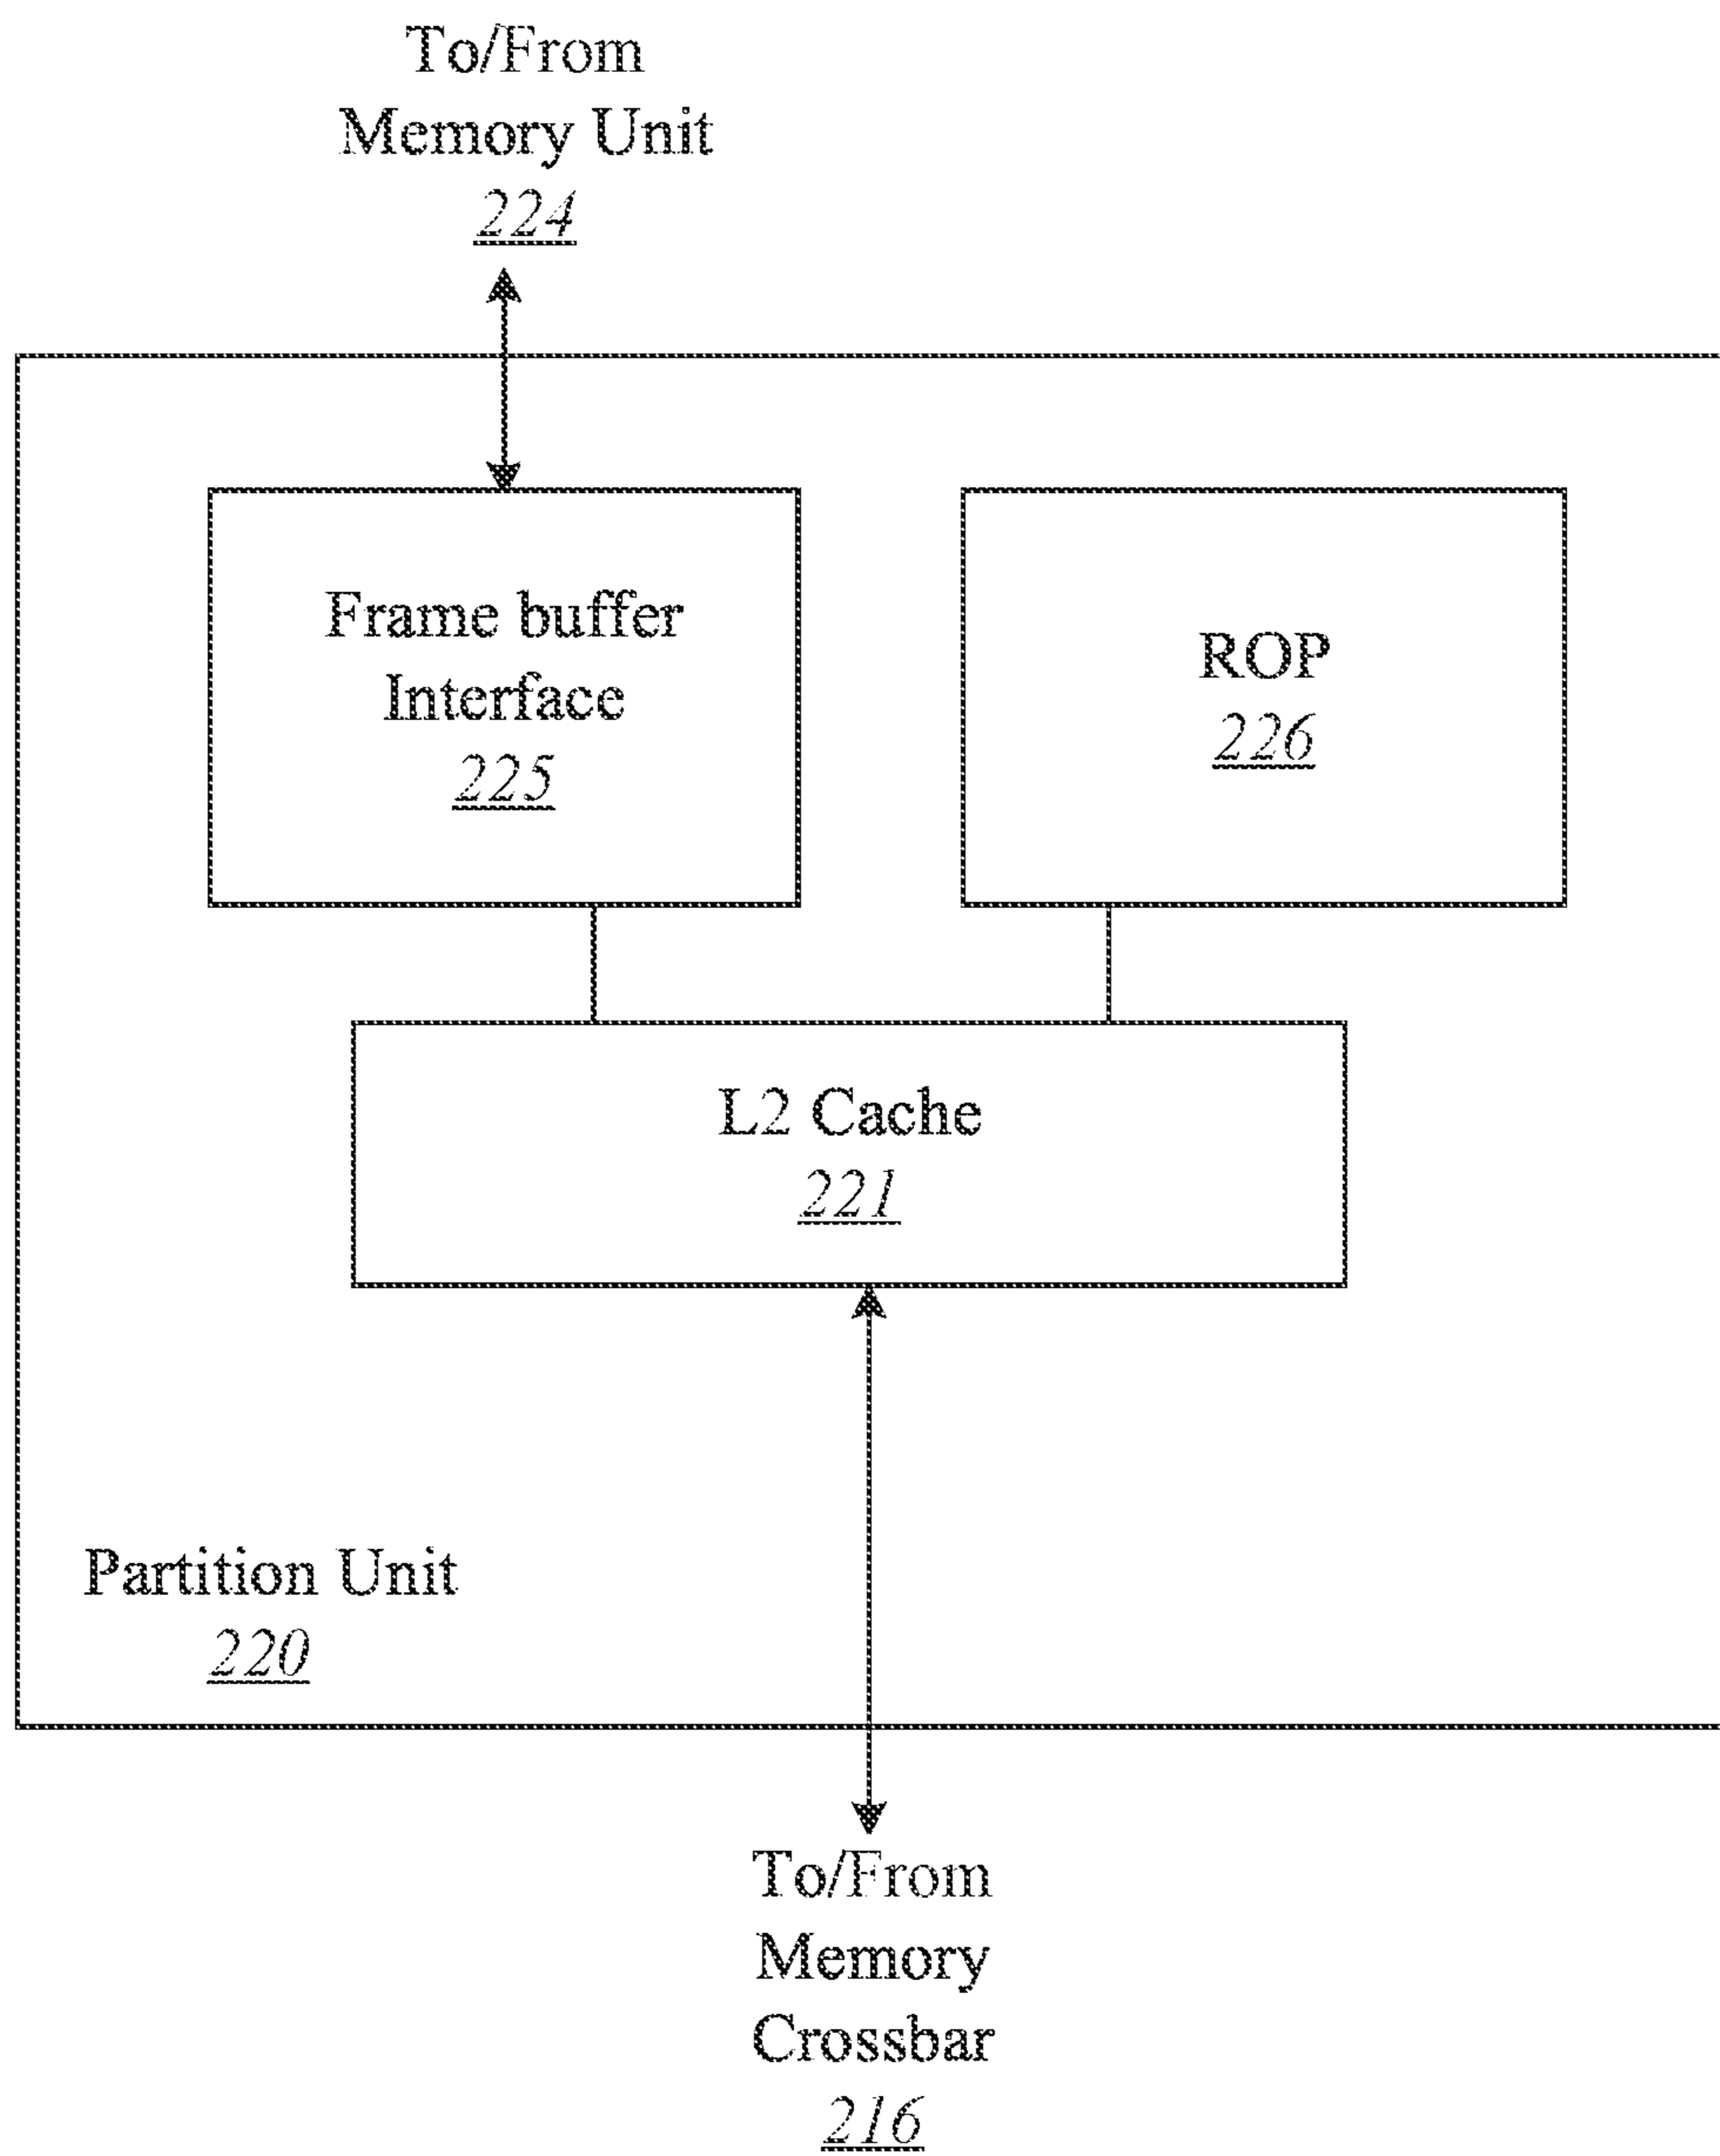 To/From
Memory Unit
224
Frame buffer
Interface
225
ROP
226
L2 Cache
221
Partition Unit
220
To/From
Memory
Crossbar
216